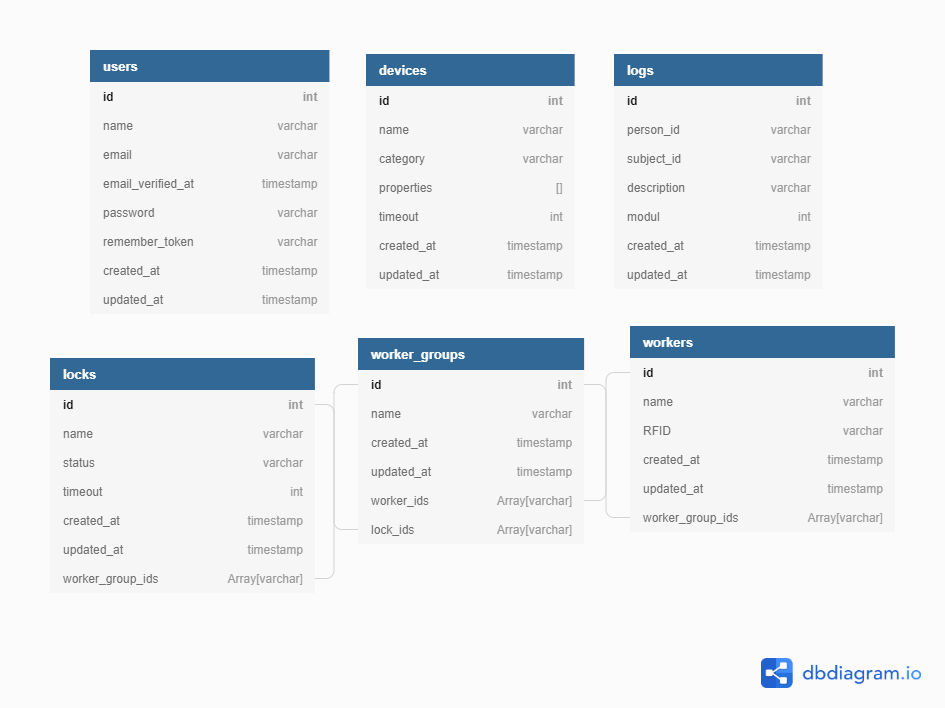 users
id int
name varchar
email varchar
email_verified_at timestamp
password varchar
remember_token varchar
created_at timestamp
updated_at timestamp
devices
id int
name varchar
category varchar
properties []
timeout int
created_at timestamp
updated_at timestamp
logs
id int
person_id varchar
subject_id varchar
description varchar
modul int
created_at timestamp
updated_at timestamp
locks
id int
name varchar
status varchar
timeout int
created_at timestamp
updated_at timestamp
worker_group_ids Array[varchar]
worker_groups
id int
name varchar
created_at timestamp
updated_at timestamp
worker_ids Array[varchar]
lock_ids Array[varchar]
workers
id int
name varchar
RFID varchar
created_at timestamp
updated_at timestamp
worker_group_ids Array[varchar]
dbdiagram.io